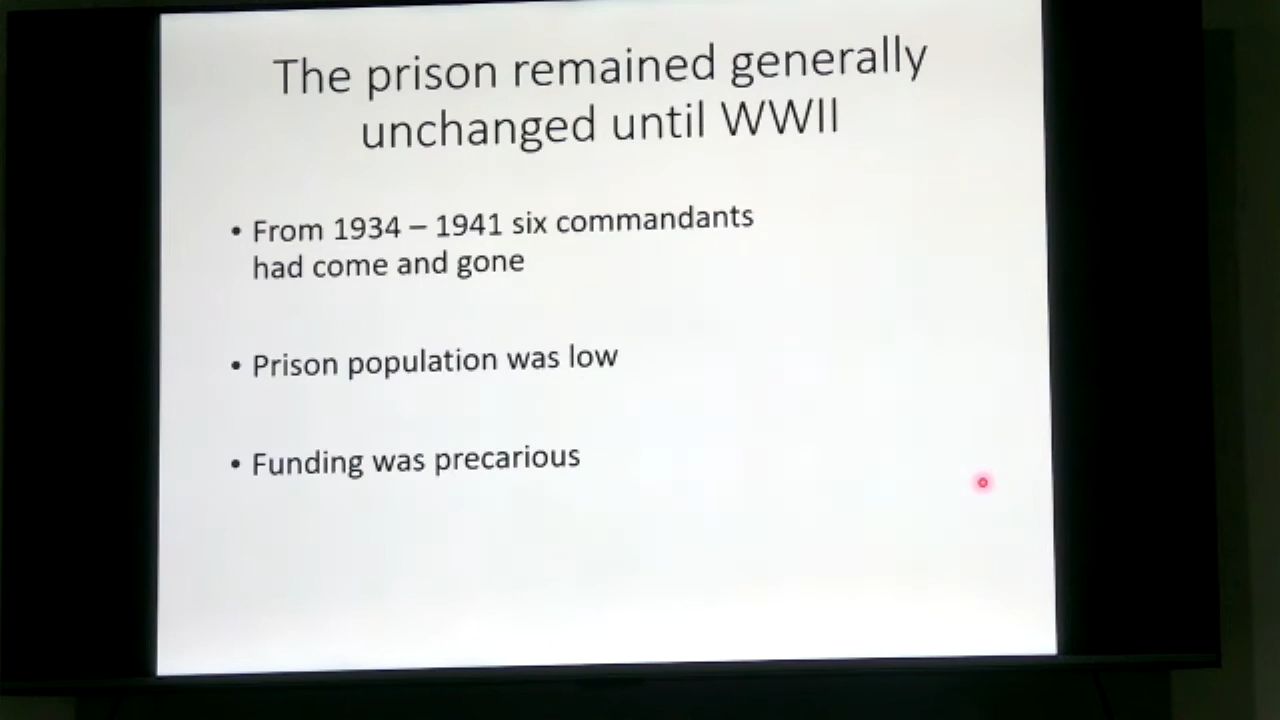 The prison remained generally
unchanged until WWII
• From 1934 – 1941 six commandants
had come and gone
• Prison population was low
• Funding was precarious